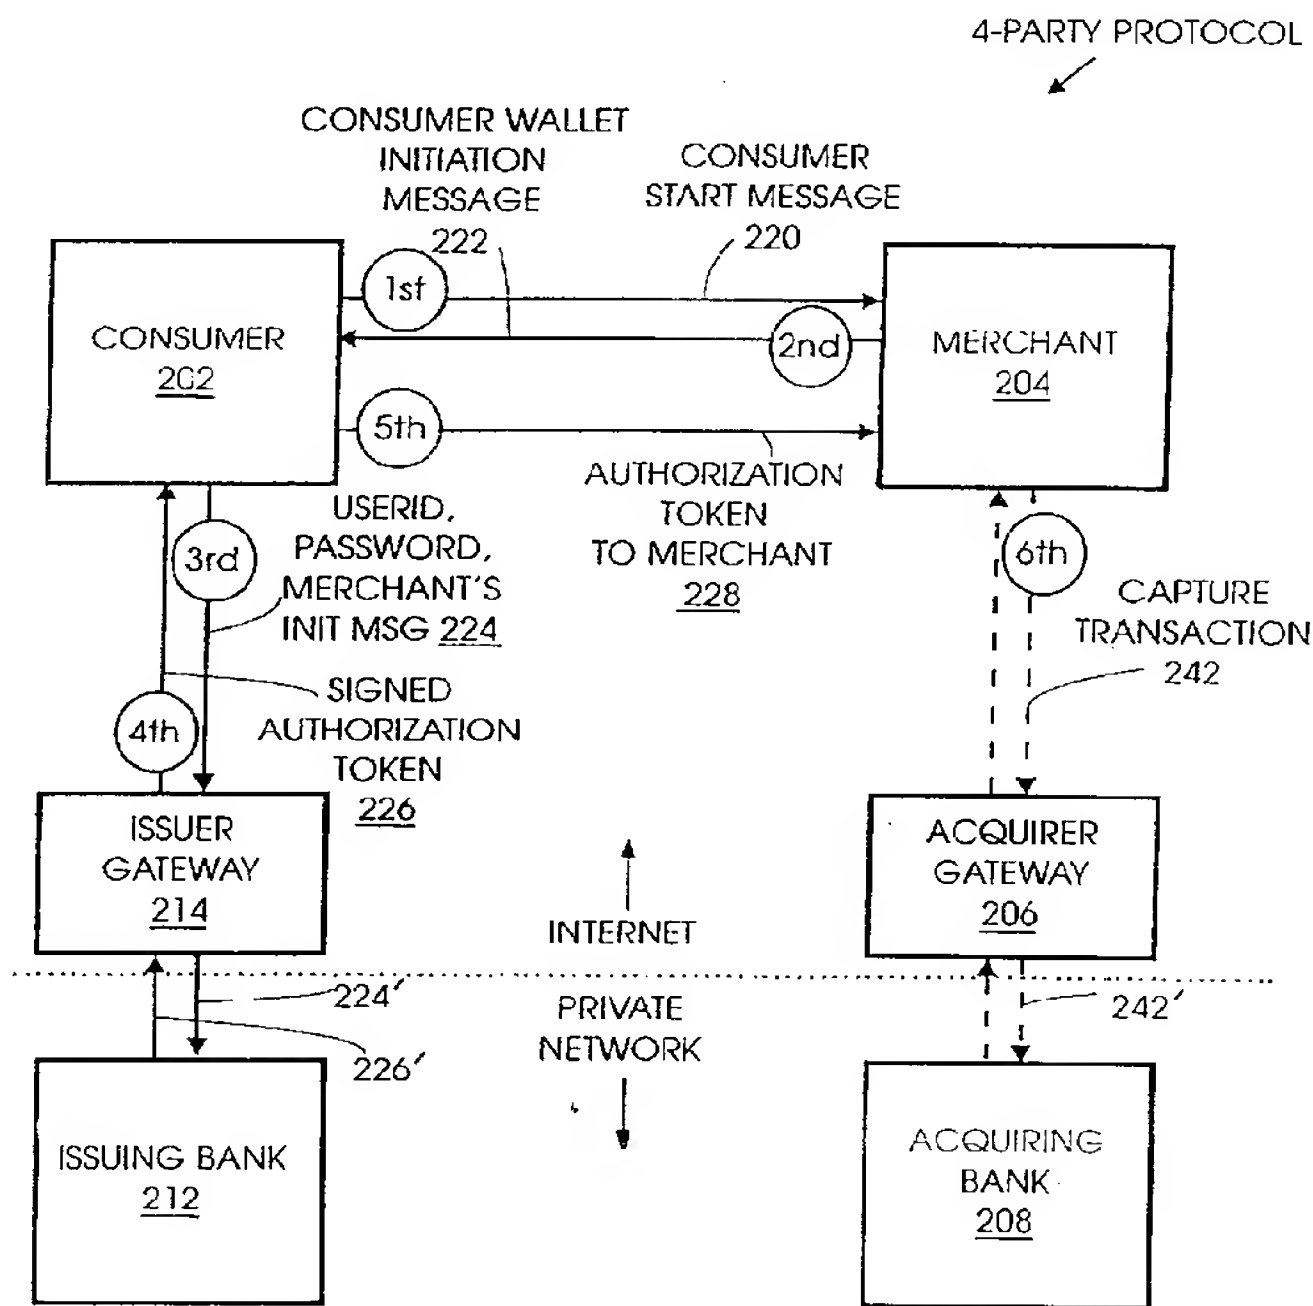 4-PARTY PROTOCOL
CONSUMER WALLET
INITIATION
MESSAGE
222
CONSUMER
START MESSAGE
220
1st
2nd
5th
CONSUMER
202
MERCHANT
204
AUTHORIZATION
TOKEN
TO MERCHANT
228
3rd
USERID,
PASSWORD,
MERCHANT'S
INIT MSG 224
6th
CAPTURE
TRANSACTION
242
4th
SIGNED
AUTHORIZATION
TOKEN
226
ISSUER
GATEWAY
214
ACQUIRER
GATEWAY
206
INTERNET
PRIVATE
NETWORK
224′
226′
242′
ISSUING BANK
212
ACQUIRING
BANK
208